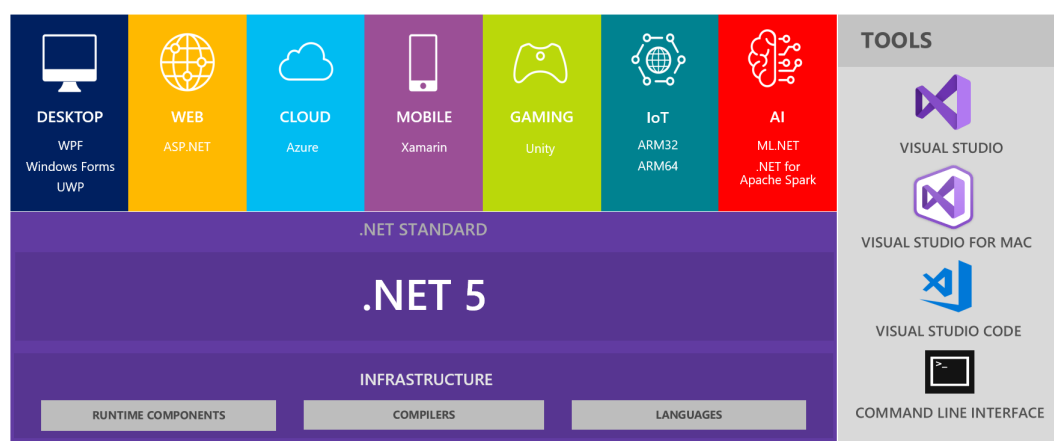 DESKTOP
WPF
Windows Forms
UWP
WEB
ASP.NET
CLOUD
Azure
MOBILE
Xamarin
GAMING
Unity
IoT
ARM32
ARM64
AI
ML.NET
.NET for
Apache Spark
.NET STANDARD
.NET 5
INFRASTRUCTURE
RUNTIME COMPONENTS
COMPILERS
LANGUAGES
TOOLS
VISUAL STUDIO
VISUAL STUDIO FOR MAC
VISUAL STUDIO CODE
>_
COMMAND LINE INTERFACE